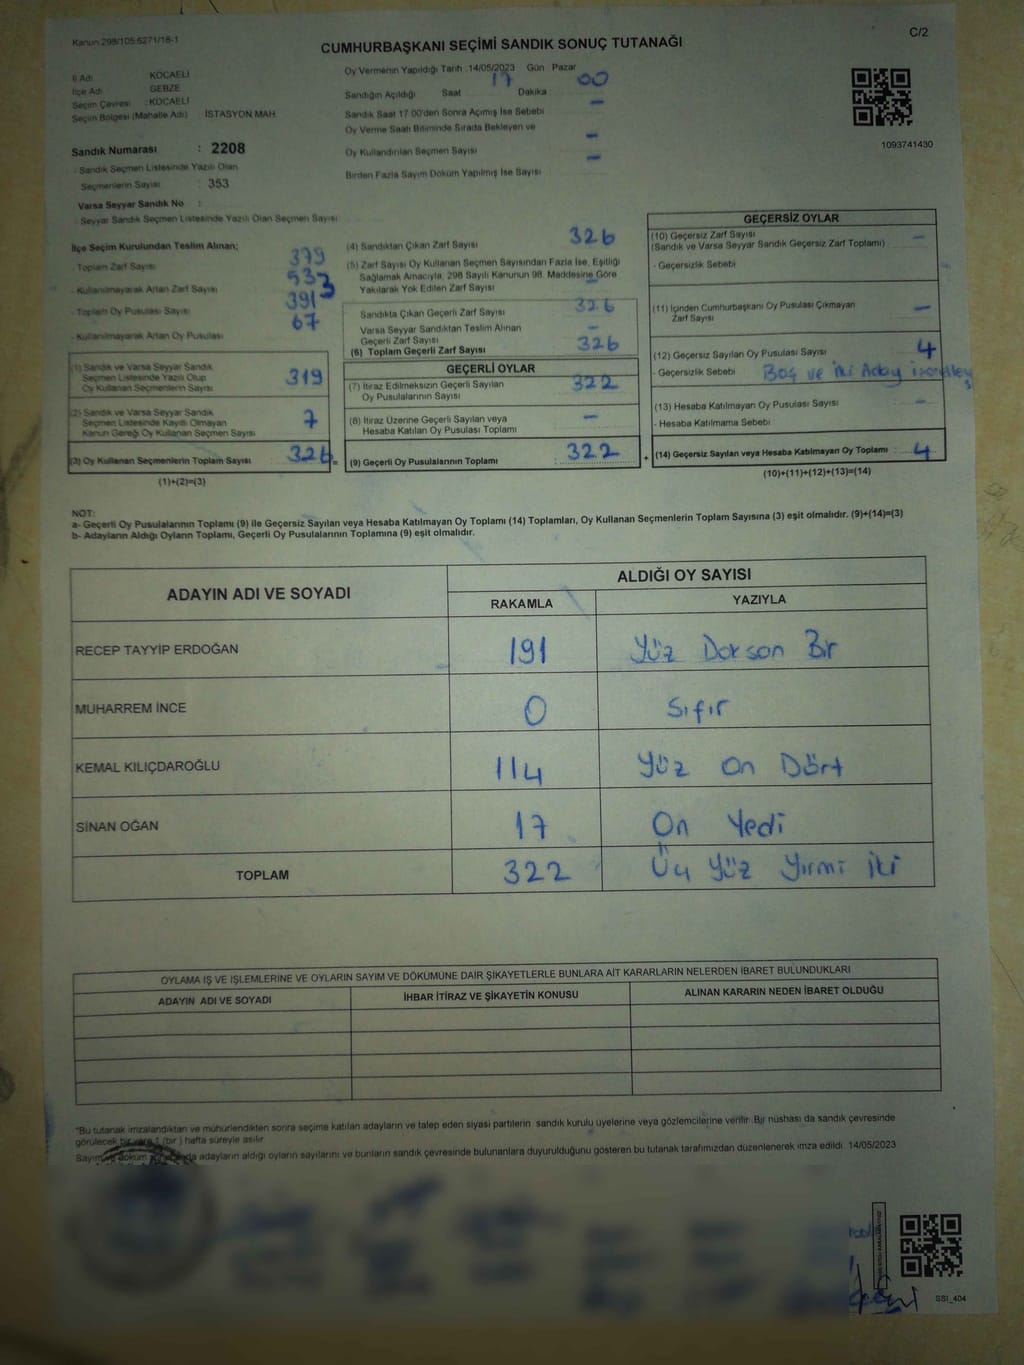 Kanun 298/105 6271/18-1
C/2
CUMHURBAŞKANI SEÇİMİ SANDIK SONUÇ TUTANAĞI
İl Adı KOCAELİ
İlçe Adı GEBZE
Seçim Çevresi : KOCAELİ
Seçim Bölgesi (Mahalle Adı) İSTASYON MAH.
Sandık Numarası : 2208
- Sandık Seçmen Listesinde Yazılı Olan
Seçmenlerin Sayısı : 353
Varsa Seyyar Sandık No :
- Seyyar Sandık Seçmen Listesinde Yazılı Olan Seçmen Sayısı
Oy Vermenin Yapıldığı Tarih :14/05/2023 Gün Pazar
Sandığın Açıldığı Saat 17 Dakika 00
Sandık Saat 17:00'den Sonra Açımış İse Sebebi –
Oy Verme Saati Bitiminde Sırada Bekleyen ve
Oy Kullandırılan Seçmen Sayısı –
Birden Fazla Sayım Döküm Yapılmış İse Sayısı –
1093741430
İlçe Seçim Kurulundan Teslim Alınan;
- Toplam Zarf Sayısı 379
- Kullanılmayarak Artan Zarf Sayısı 533
- Toplam Oy Pusulası Sayısı 391
- Kullanılmayarak Artan Oy Pusulası 67
(1) Sandık ve Varsa Seyyar Sandık
Seçmen Listesinde Yazılı Olup
Oy Kullanan Seçmenlerin Sayısı 319
(2) Sandık ve Varsa Seyyar Sandık
Seçmen Listesinde Kayıtlı Olmayan
Kanun Gereği Oy Kullanan Seçmen Sayısı 7
(3) Oy Kullanan Seçmenlerin Toplam Sayısı 326
(1)+(2)=(3)
(4) Sandıktan Çıkan Zarf Sayısı 326
(5) Zarf Sayısı Oy Kullanan Seçmen Sayısından Fazla İse, Eşitliği
Sağlamak Amacıyla, 298 Sayılı Kanunun 98. Maddesine Göre
Yakılarak Yok Edilen Zarf Sayısı –
Sandıkta Çıkan Geçerli Zarf Sayısı 326
Varsa Seyyar Sandıktan Teslim Alınan
Geçerli Zarf Sayısı –
(6) Toplam Geçerli Zarf Sayısı 326
GEÇERLİ OYLAR
(7) İtiraz Edilmeksizin Geçerli Sayılan
Oy Pusulalarının Sayısı 322
(8) İtiraz Üzerine Geçerli Sayılan veya
Hesaba Katılan Oy Pusulası Toplamı –
= (9) Geçerli Oy Pusulalarının Toplamı : 322
GEÇERSİZ OYLAR
(10) Geçersiz Zarf Sayısı –
(Sandık ve Varsa Seyyar Sandık Geçersiz Zarf Toplamı)
- Geçersizlik Sebebi –
(11) İçinden Cumhurbaşkanı Oy Pusulası Çıkmayan
Zarf Sayısı –
(12) Geçersiz Sayılan Oy Pusulası Sayısı 4
- Geçersizlik Sebebi Boş ve iki Aday
(13) Hesaba Katılmayan Oy Pusulası Sayısı –
- Hesaba Katılmama Sebebi
+ (14) Geçersiz Sayılan veya Hesaba Katılmayan Oy Toplamı : 4
(10)+(11)+(12)+(13)=(14)
NOT:
a- Geçerli Oy Pusulalarının Toplamı (9) ile Geçersiz Sayılan veya Hesaba Katılmayan Oy Toplamı (14) Toplamları, Oy Kullanan Seçmenlerin Toplam Sayısına (3) eşit olmalıdır. (9)+(14)=(3)
b- Adayların Aldığı Oyların Toplamı, Geçerli Oy Pusulalarının Toplamına (9) eşit olmalıdır.
ADAYIN ADI VE SOYADI ALDIĞI OY SAYISI
RAKAMLA YAZIYLA
RECEP TAYYİP ERDOĞAN 191 Yüz Doksan Bir
MUHARREM İNCE 0 Sıfır
KEMAL KILIÇDAROĞLU 114 Yüz On Dört
SİNAN OĞAN 17 On Yedi
TOPLAM 322 Üç Yüz Yirmi İki
OYLAMA İŞ VE İŞLEMLERİNE VE OYLARIN SAYIM VE DÖKÜMÜNE DAİR ŞİKAYETLERLE BUNLARA AİT KARARLARIN NELERDEN İBARET BULUNDUKLARI
ADAYIN ADI VE SOYADI İHBAR İTİRAZ VE ŞİKAYETİN KONUSU ALINAN KARARIN NEDEN İBARET OLDUĞU
"Bu tutanak imzalandıktan ve mühürlendikten sonra seçime katılan adayların ve talep eden siyasi partilerin sandık kurulu üyelerine veya gözlemcilerine verilir. Bir nüshası da sandık çevresinde
görülecek bir yere 1 (bir ) hafta süreyle asılır.
Sayım ve döküm adayların aldığı oyların sayılarını ve bunların sandık çevresinde bulunanlara duyurulduğunu gösteren bu tutanak tarafımızdan düzenlenerek imza edildi. 14/05/2023
SSI_404